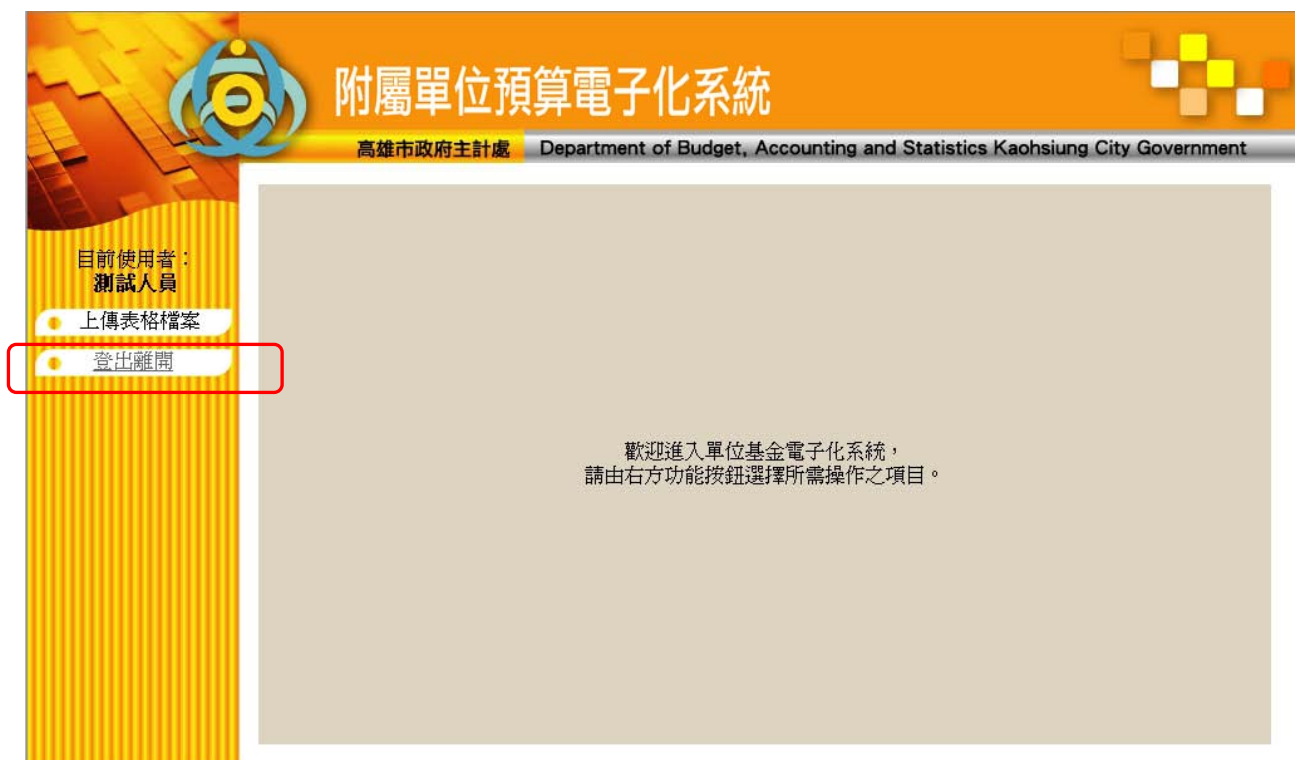 附屬單位預算電子化系統
高雄市政府主計處 Department of Budget, Accounting and Statistics Kaohsiung City Government
目前使用者：
測試人員
上傳表格檔案
登出離開
歡迎進入單位基金電子化系統，
請由右方功能按鈕選擇所需操作之項目。